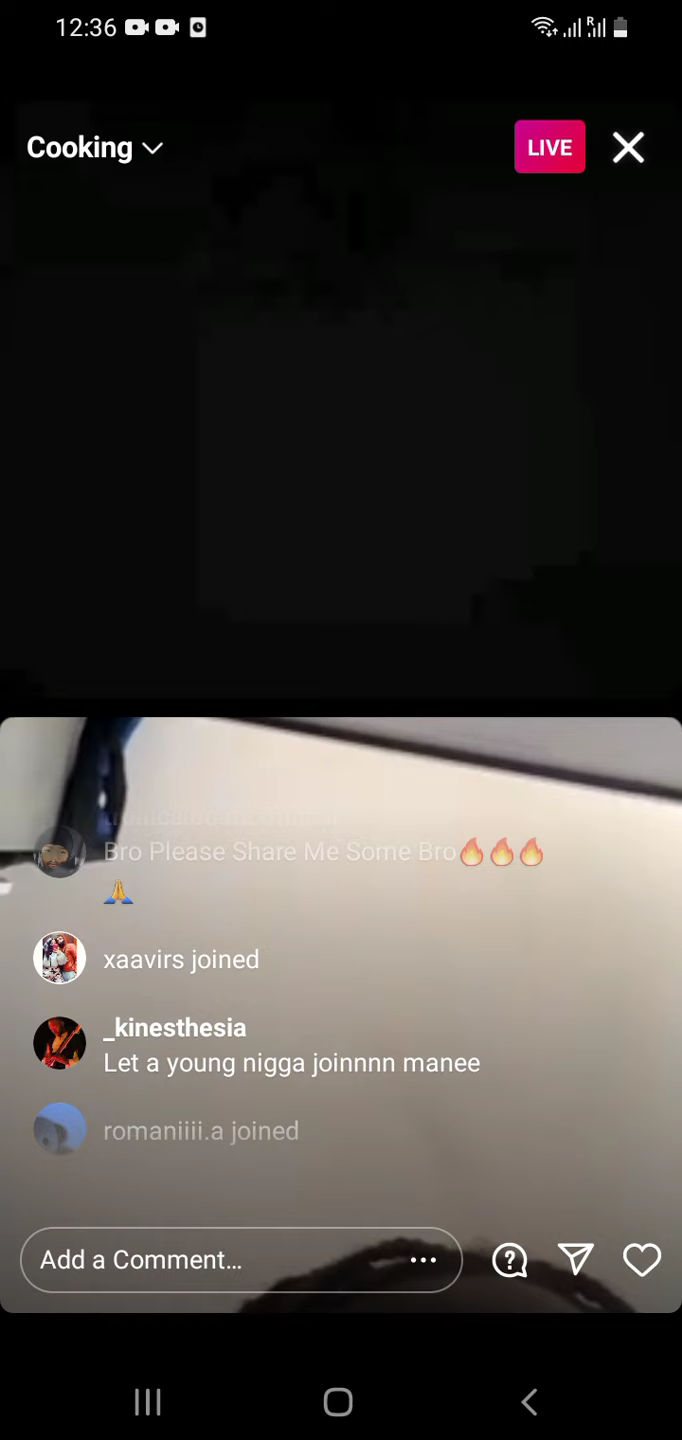 12:36
R
Cooking
LIVE
Bro Please Share Me Some Bro🔥🔥🔥
🙏
xaavirs joined
_kinesthesia
Let a young nigga joinnnn manee
romaniiii.a joined
Add a Comment...